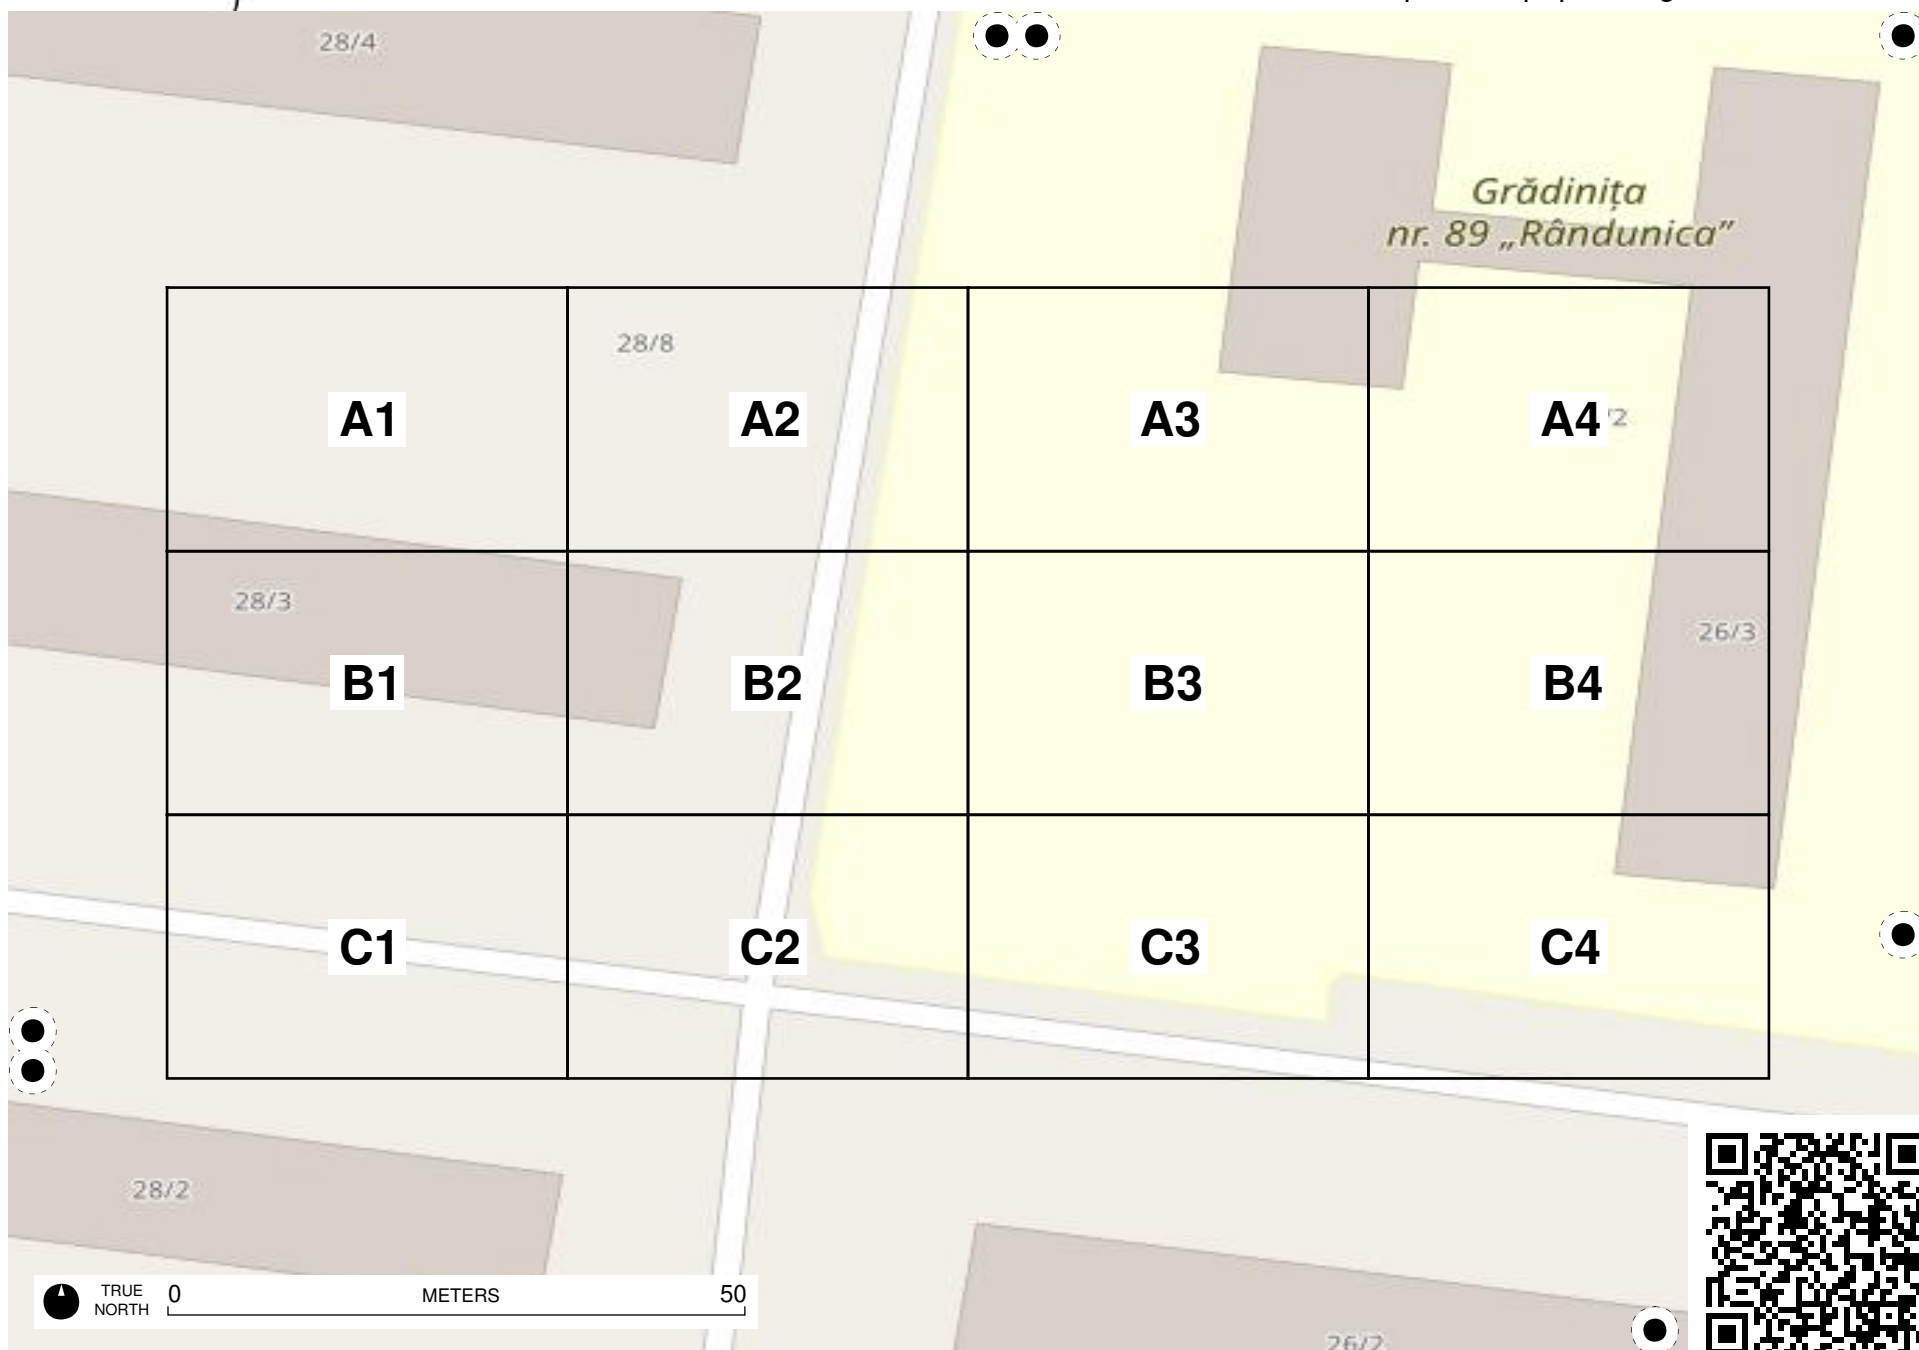 28/4
Grădinița
nr. 89 „Rândunica”
28/8
A1
A2
A3
A4
/2
28/3
26/3
B1
B2
B3
B4
C1
C2
C3
C4
28/2
TRUE
NORTH
0
METERS
50
26/2